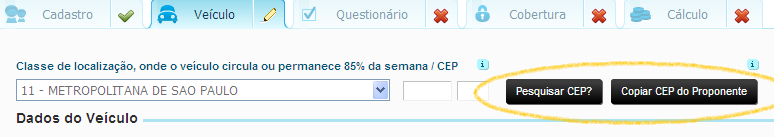 Cadastro Veículo Questionário Cobertura Cálculo
Classe de localização, onde o veículo circula ou permanece 85% da semana / CEP i i
11 - METROPOLITANA DE SAO PAULO Pesquisar CEP? Copiar CEP do Proponente
Dados do Veículo